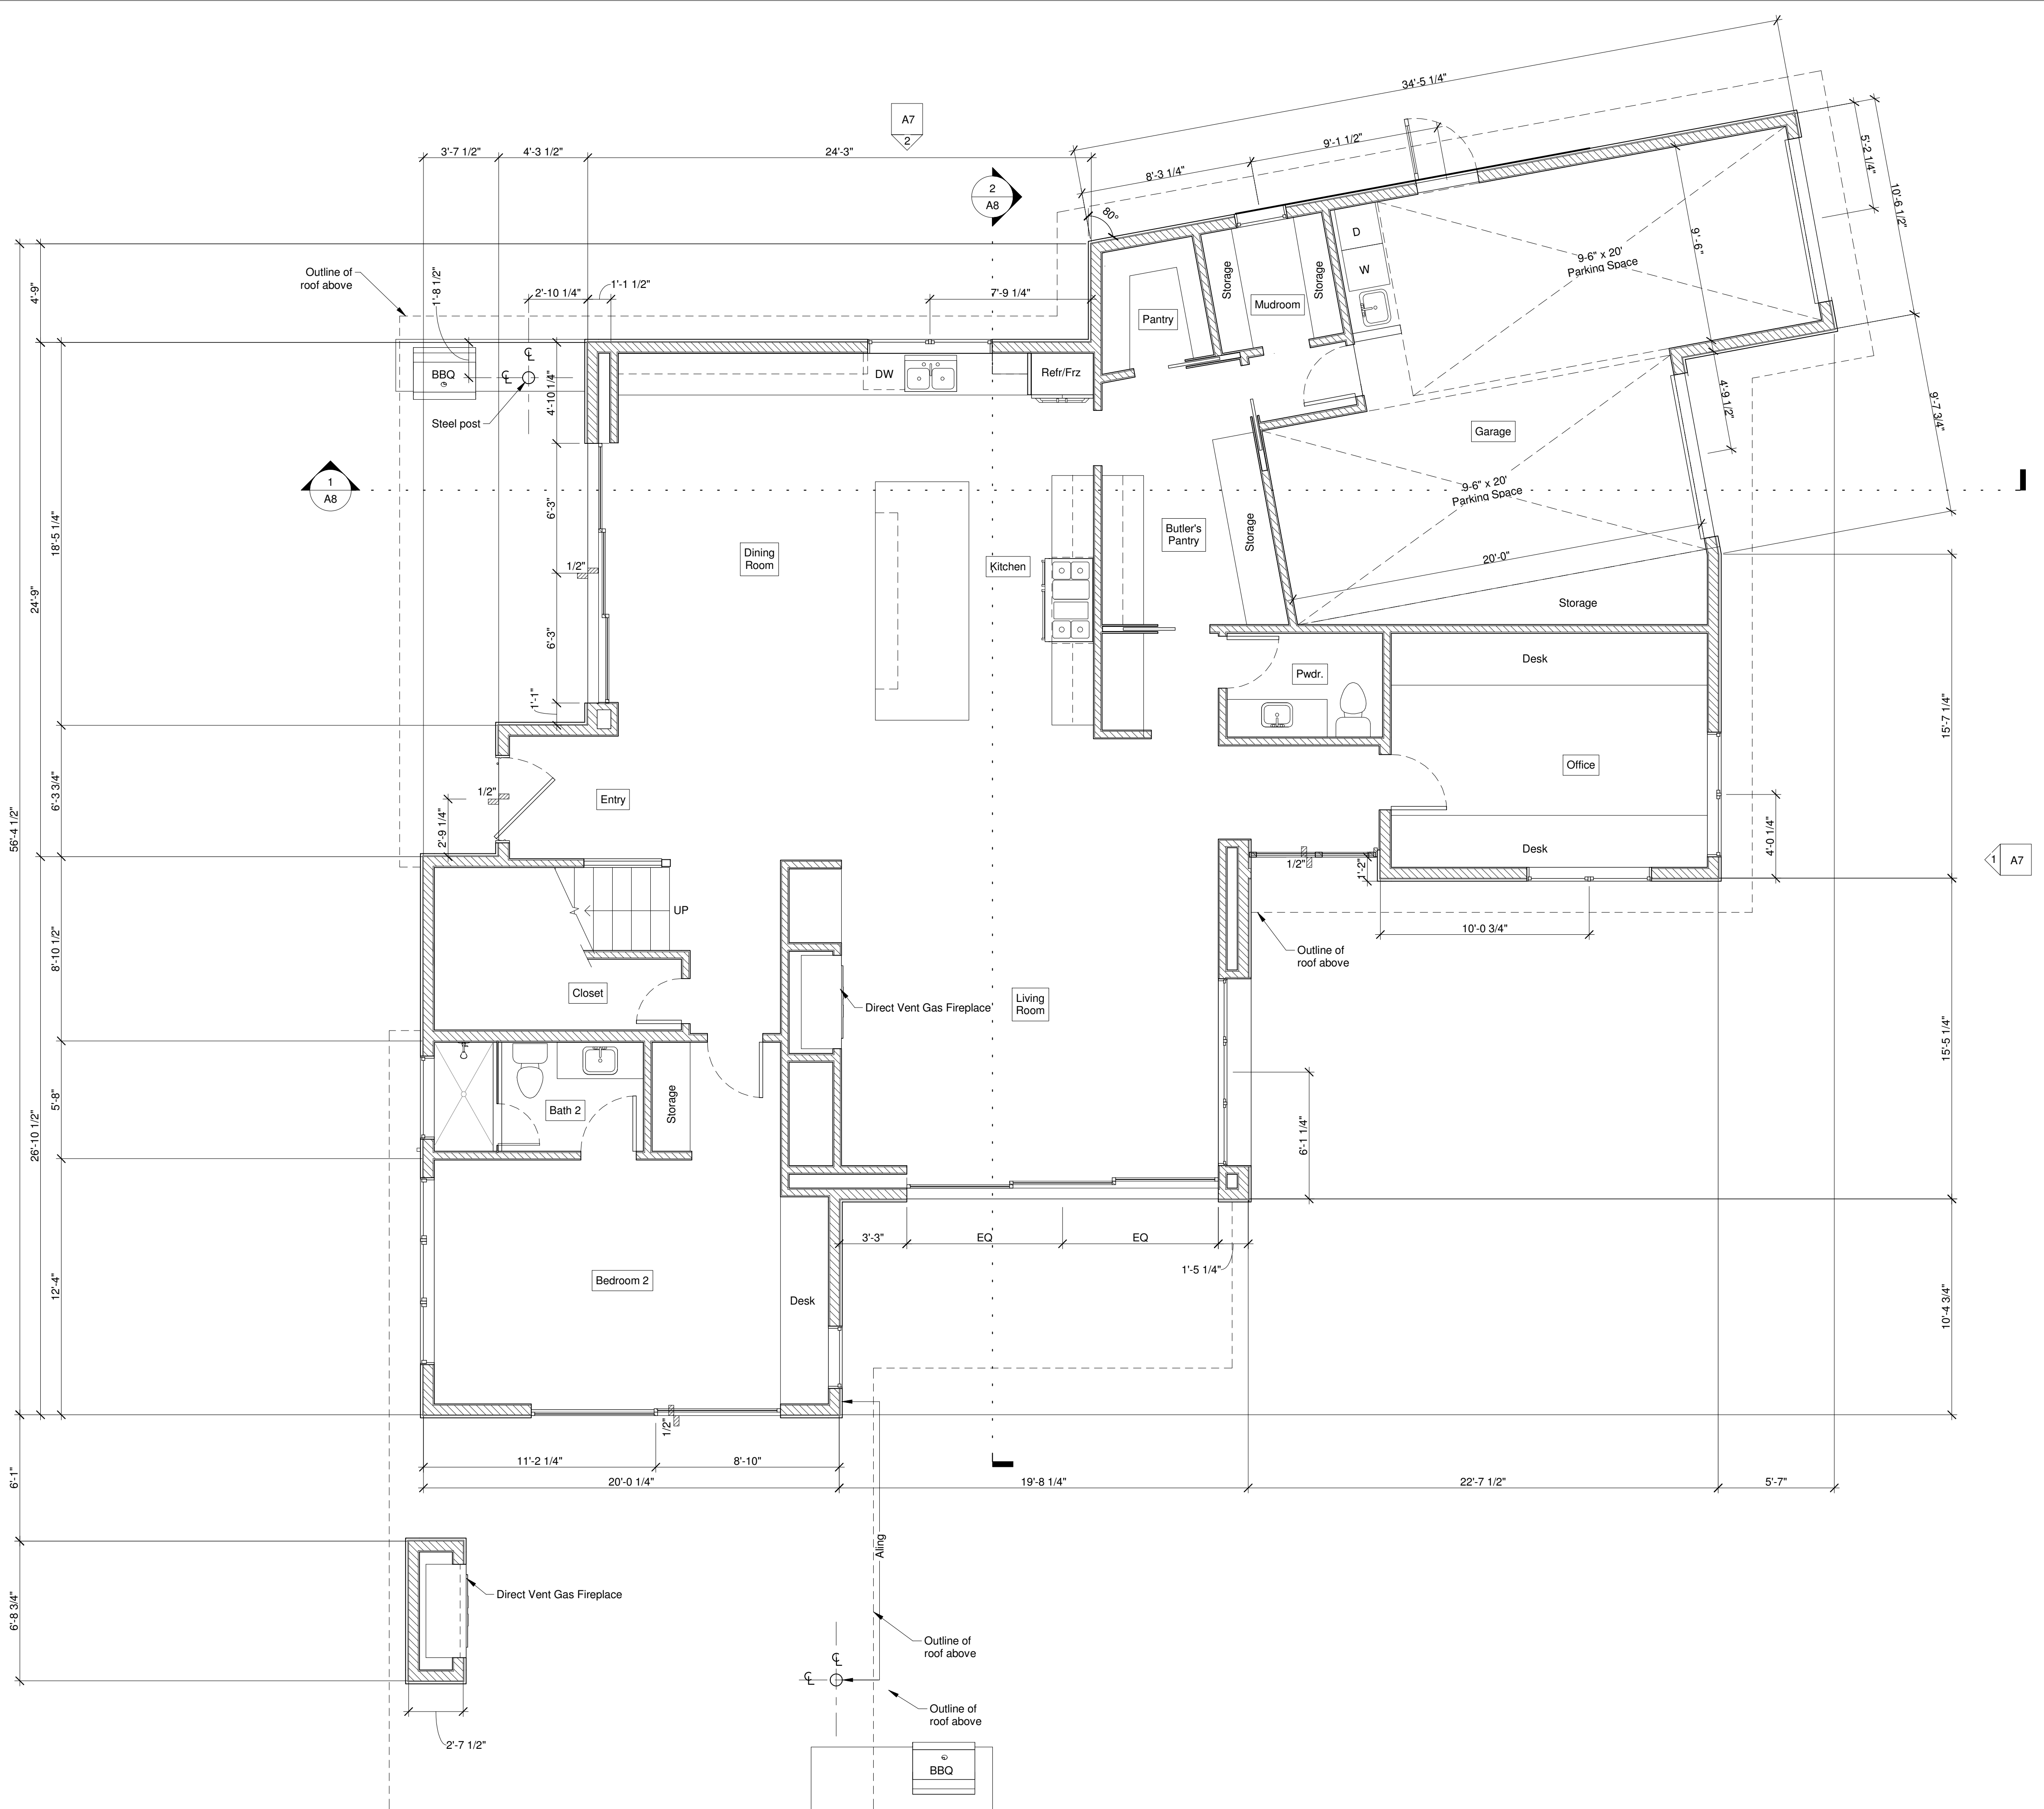 34'-5 1/4"
A7
2
9'-1 1/2"
5'-2 1/4"
3'-7 1/2"
4'-3 1/2"
24'-3"
8'-3 1/4"
10'-6 1/2"
2
A8
80°
D
W
9'-6"
9-6" x 20'
Parking Space
Storage
Storage
Mudroom
Pantry
Outline of
roof above
1'-8 1/2"
2'-10 1/4"
1'-1 1/2"
7'-9 1/4"
4'-9"
BBQ
CL
CL
DW
Refr/Frz
4'-10 1/4"
Steel post
4'-9 1/2"
9'-7 3/4"
Garage
1
A8
9-6" x 20'
Parking Space
6'-3"
18'-5 1/4"
Dining
Room
Kitchen
Butler's
Pantry
Storage
20'-0"
1/2"
24'-9"
Storage
6'-3"
Desk
Pwdr.
1'-1"
15'-7 1/4"
Office
6'-3 3/4"
1/2"
Entry
2'-9 1/4"
56'-4 1/2"
4'-0 1/4"
Desk
1/2"
1'-2"
1
A7
UP
8'-10 1/2"
10'-0 3/4"
Outline of
roof above
Closet
Direct Vent Gas Fireplace
Living
Room
15'-5 1/4"
5'-8"
26'-10 1/2"
Bath 2
Storage
6'-1 1/4"
3'-3"
EQ
EQ
1'-5 1/4"
12'-4"
Bedroom 2
Desk
10'-4 3/4"
1/2"
11'-2 1/4"
8'-10"
6'-1"
20'-0 1/4"
19'-8 1/4"
22'-7 1/2"
5'-7"
Aling
Direct Vent Gas Fireplace
6'-8 3/4"
Outline of
roof above
CL
CL
Outline of
roof above
2'-7 1/2"
BBQ